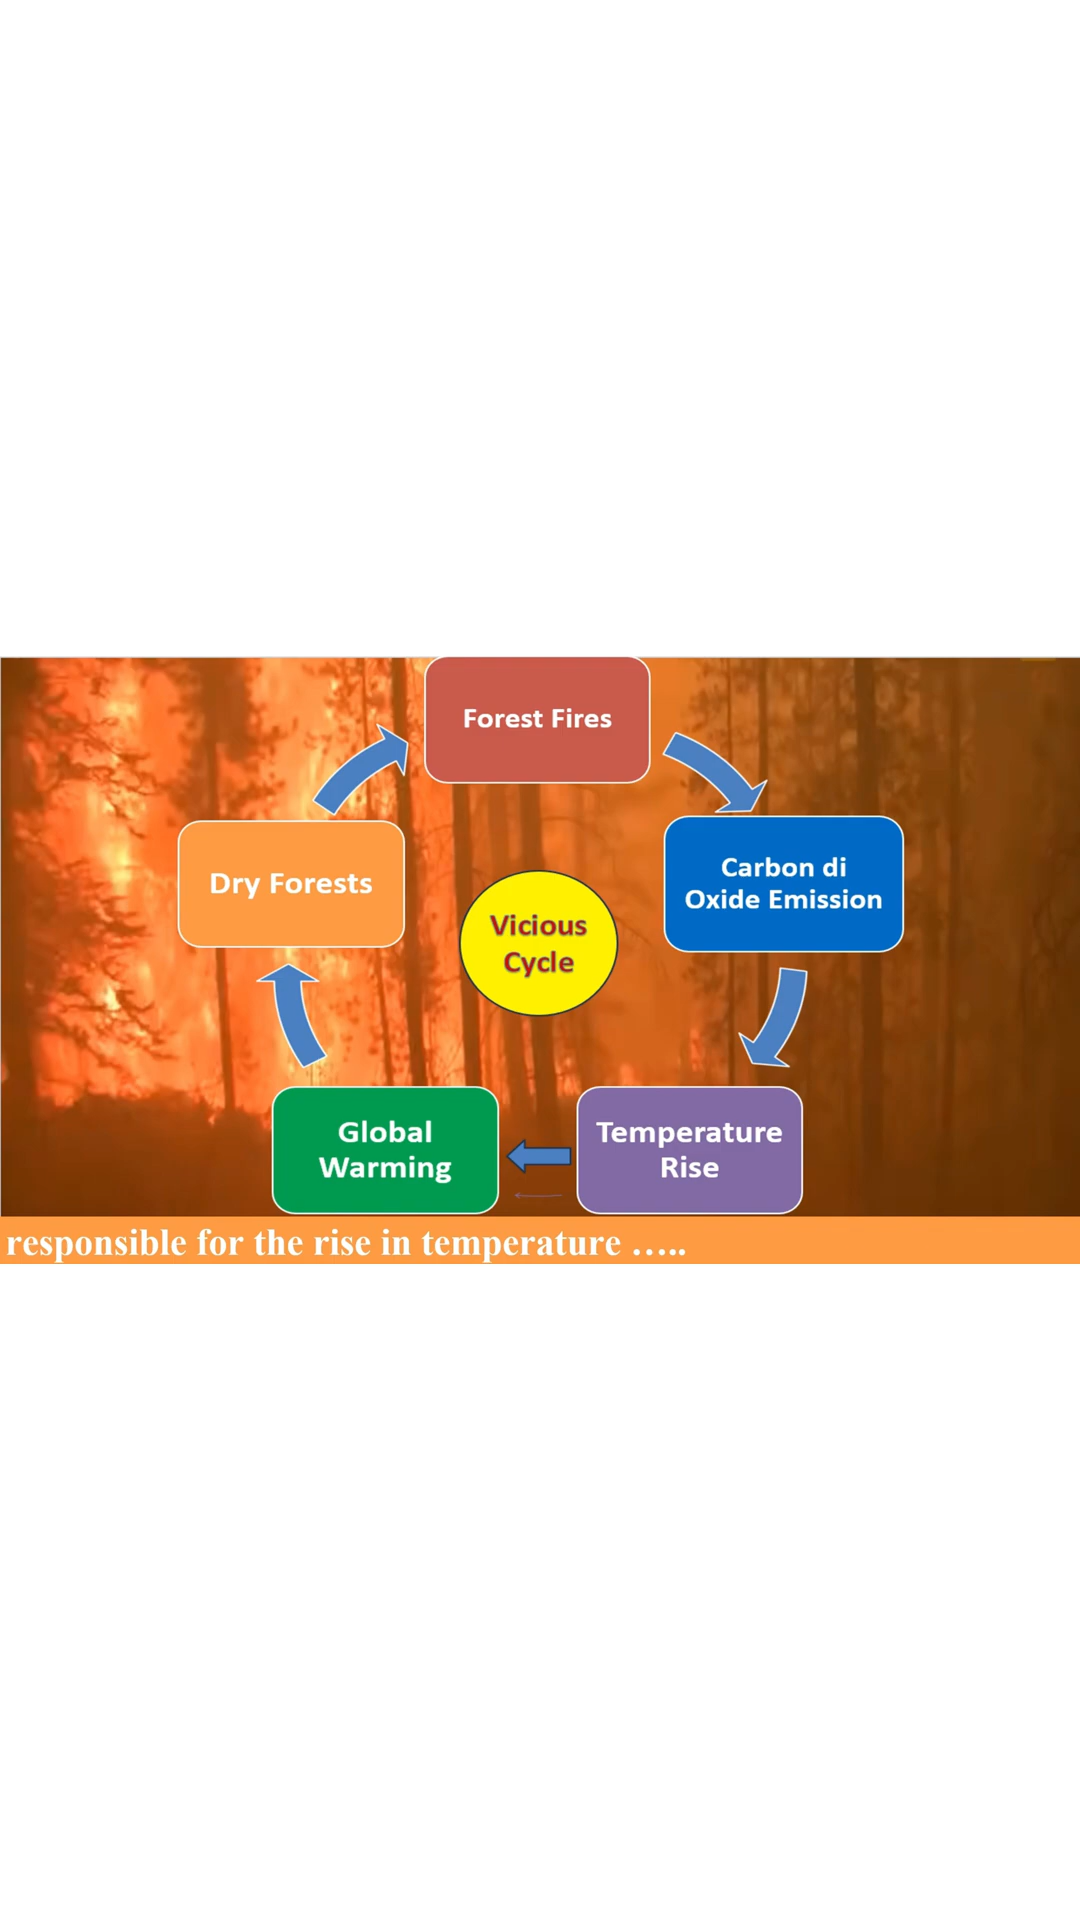 Forest Fires
Carbon di
Oxide Emission
Temperature
Rise
Global
Warming
Dry Forests
Vicious
Cycle
responsible for the rise in temperature …..